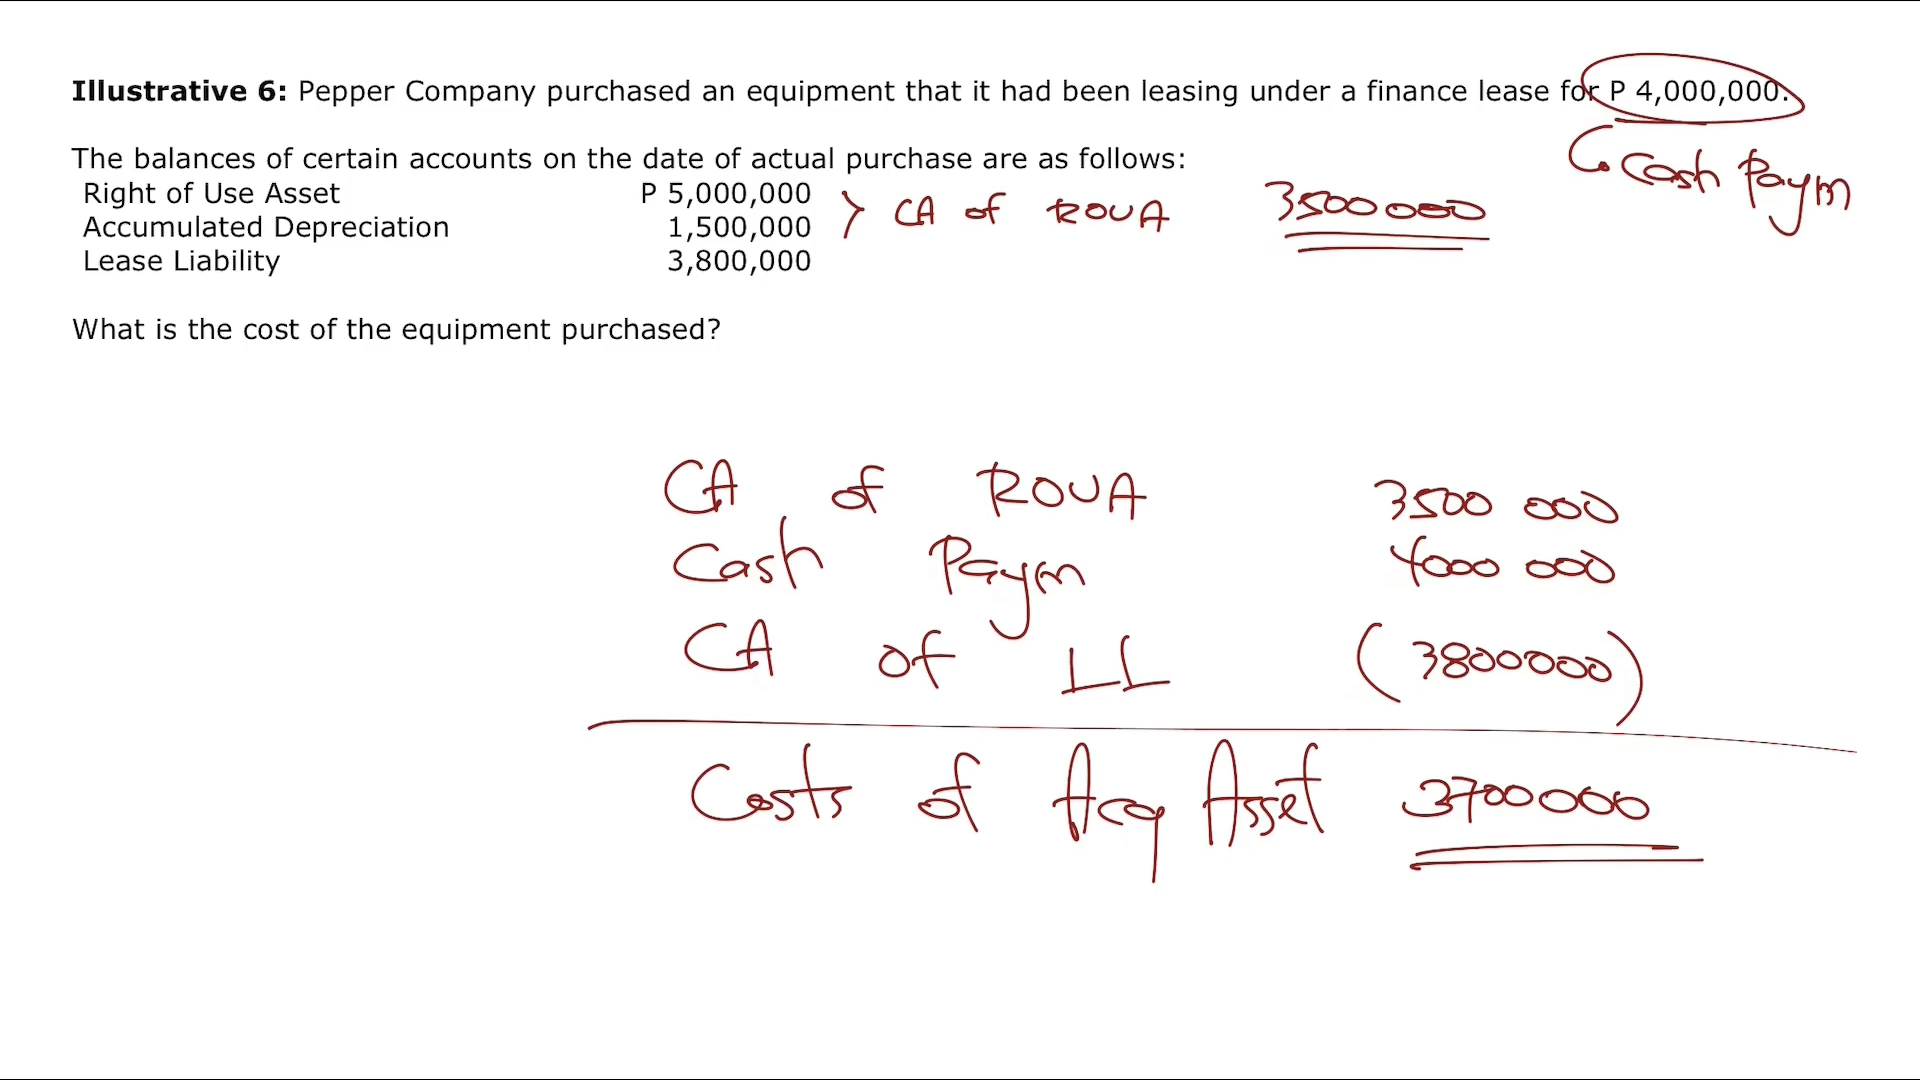 Illustrative 6: Pepper Company purchased an equipment that it had been leasing under a finance lease for P 4,000,000.
Cash Paym
The balances of certain accounts on the date of actual purchase are as follows:
Right of Use Asset P 5,000,000 > CA of ROUA 3500000
Accumulated Depreciation 1,500,000
Lease Liability 3,800,000
What is the cost of the equipment purchased?
CA of ROUA 3500 000
Cash Paym 4000 000
CA of LL (3800000)
Costs of Acq Asset 3700000